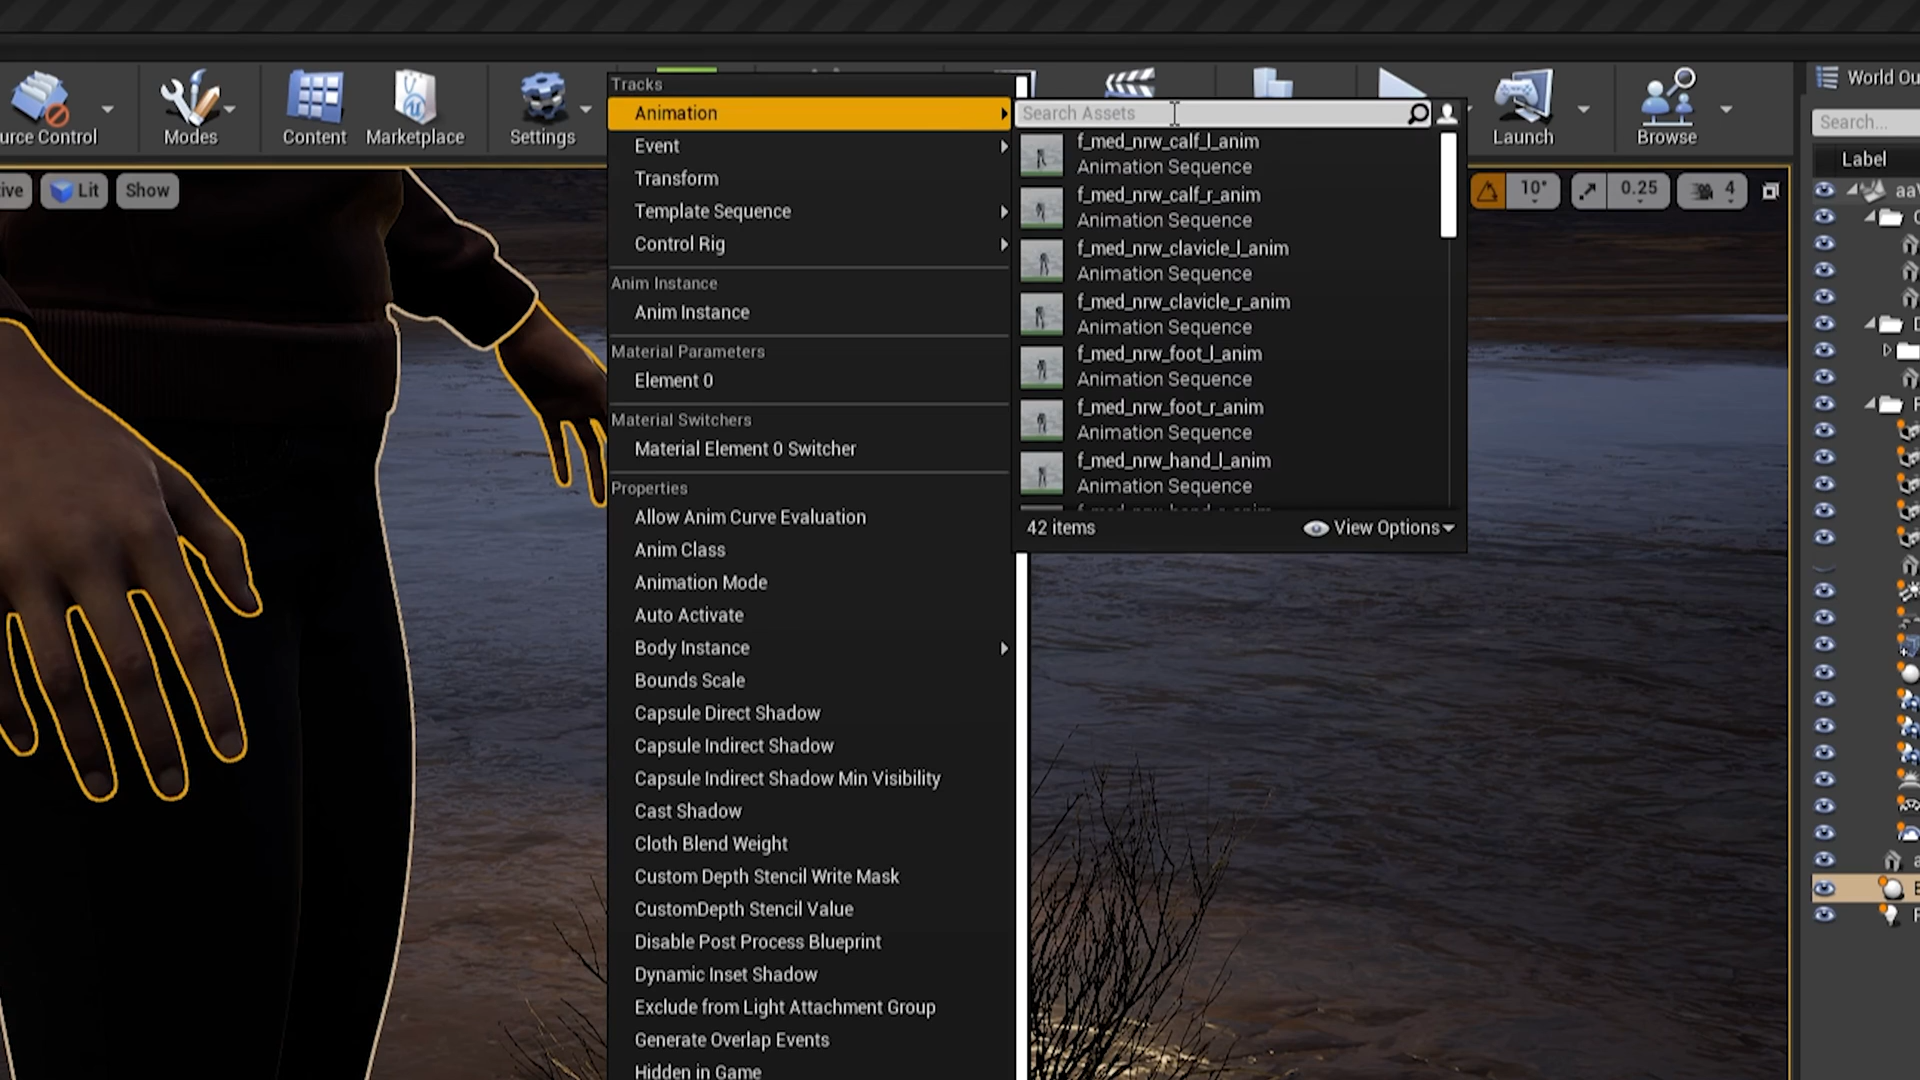 urce Control
Modes
Content
Marketplace
Settings
Launch
Browse
World Ou
Search...
Label
Lit
Show
10°
0.25
4
Tracks
Animation
Event
Transform
Template Sequence
Control Rig
Anim Instance
Anim Instance
Material Parameters
Element 0
Material Switchers
Material Element 0 Switcher
Properties
Allow Anim Curve Evaluation
Anim Class
Animation Mode
Auto Activate
Body Instance
Bounds Scale
Capsule Direct Shadow
Capsule Indirect Shadow
Capsule Indirect Shadow Min Visibility
Cast Shadow
Cloth Blend Weight
Custom Depth Stencil Write Mask
CustomDepth Stencil Value
Disable Post Process Blueprint
Dynamic Inset Shadow
Exclude from Light Attachment Group
Generate Overlap Events
Hidden in Game
Search Assets
f_med_nrw_calf_l_anim
Animation Sequence
f_med_nrw_calf_r_anim
Animation Sequence
f_med_nrw_clavicle_l_anim
Animation Sequence
f_med_nrw_clavicle_r_anim
Animation Sequence
f_med_nrw_foot_l_anim
Animation Sequence
f_med_nrw_foot_r_anim
Animation Sequence
f_med_nrw_hand_l_anim
Animation Sequence
42 items
View Options